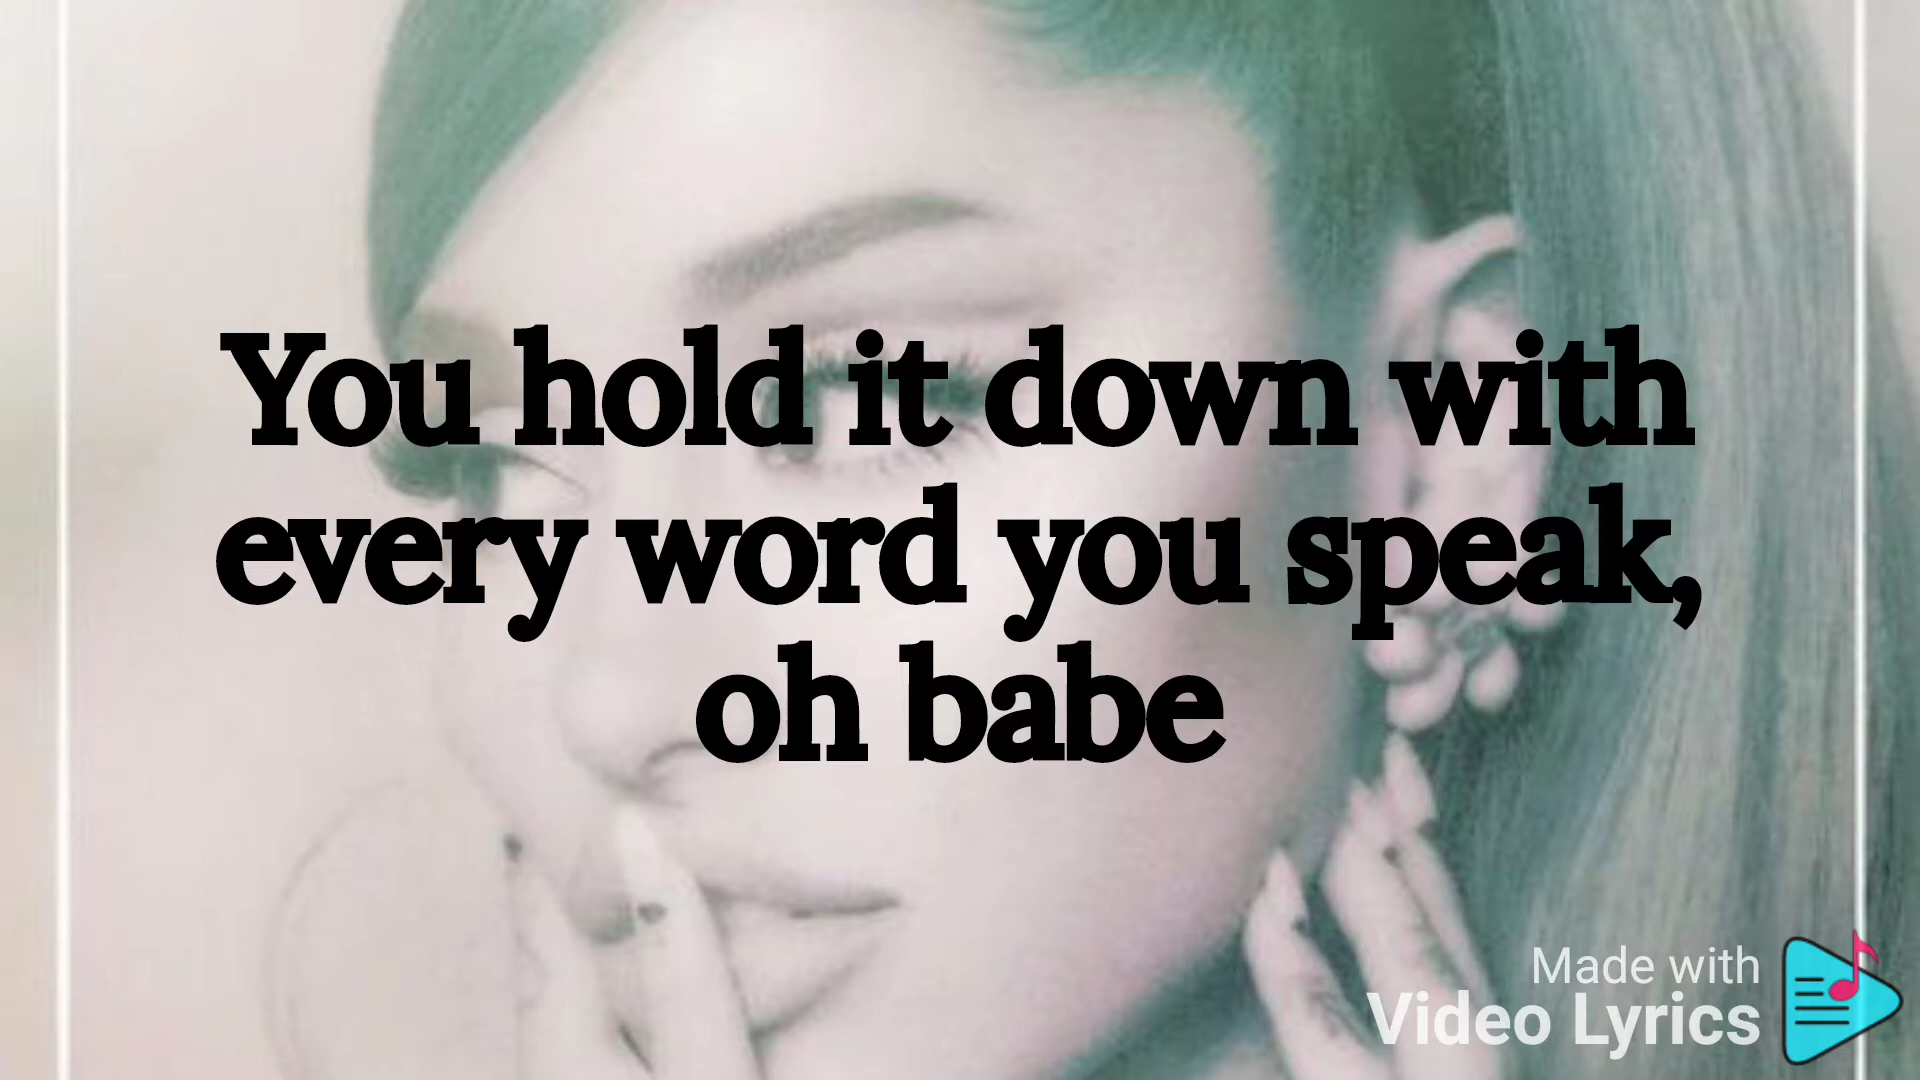 You hold it down with
every word you speak,
oh babe
Made with
Video Lyrics